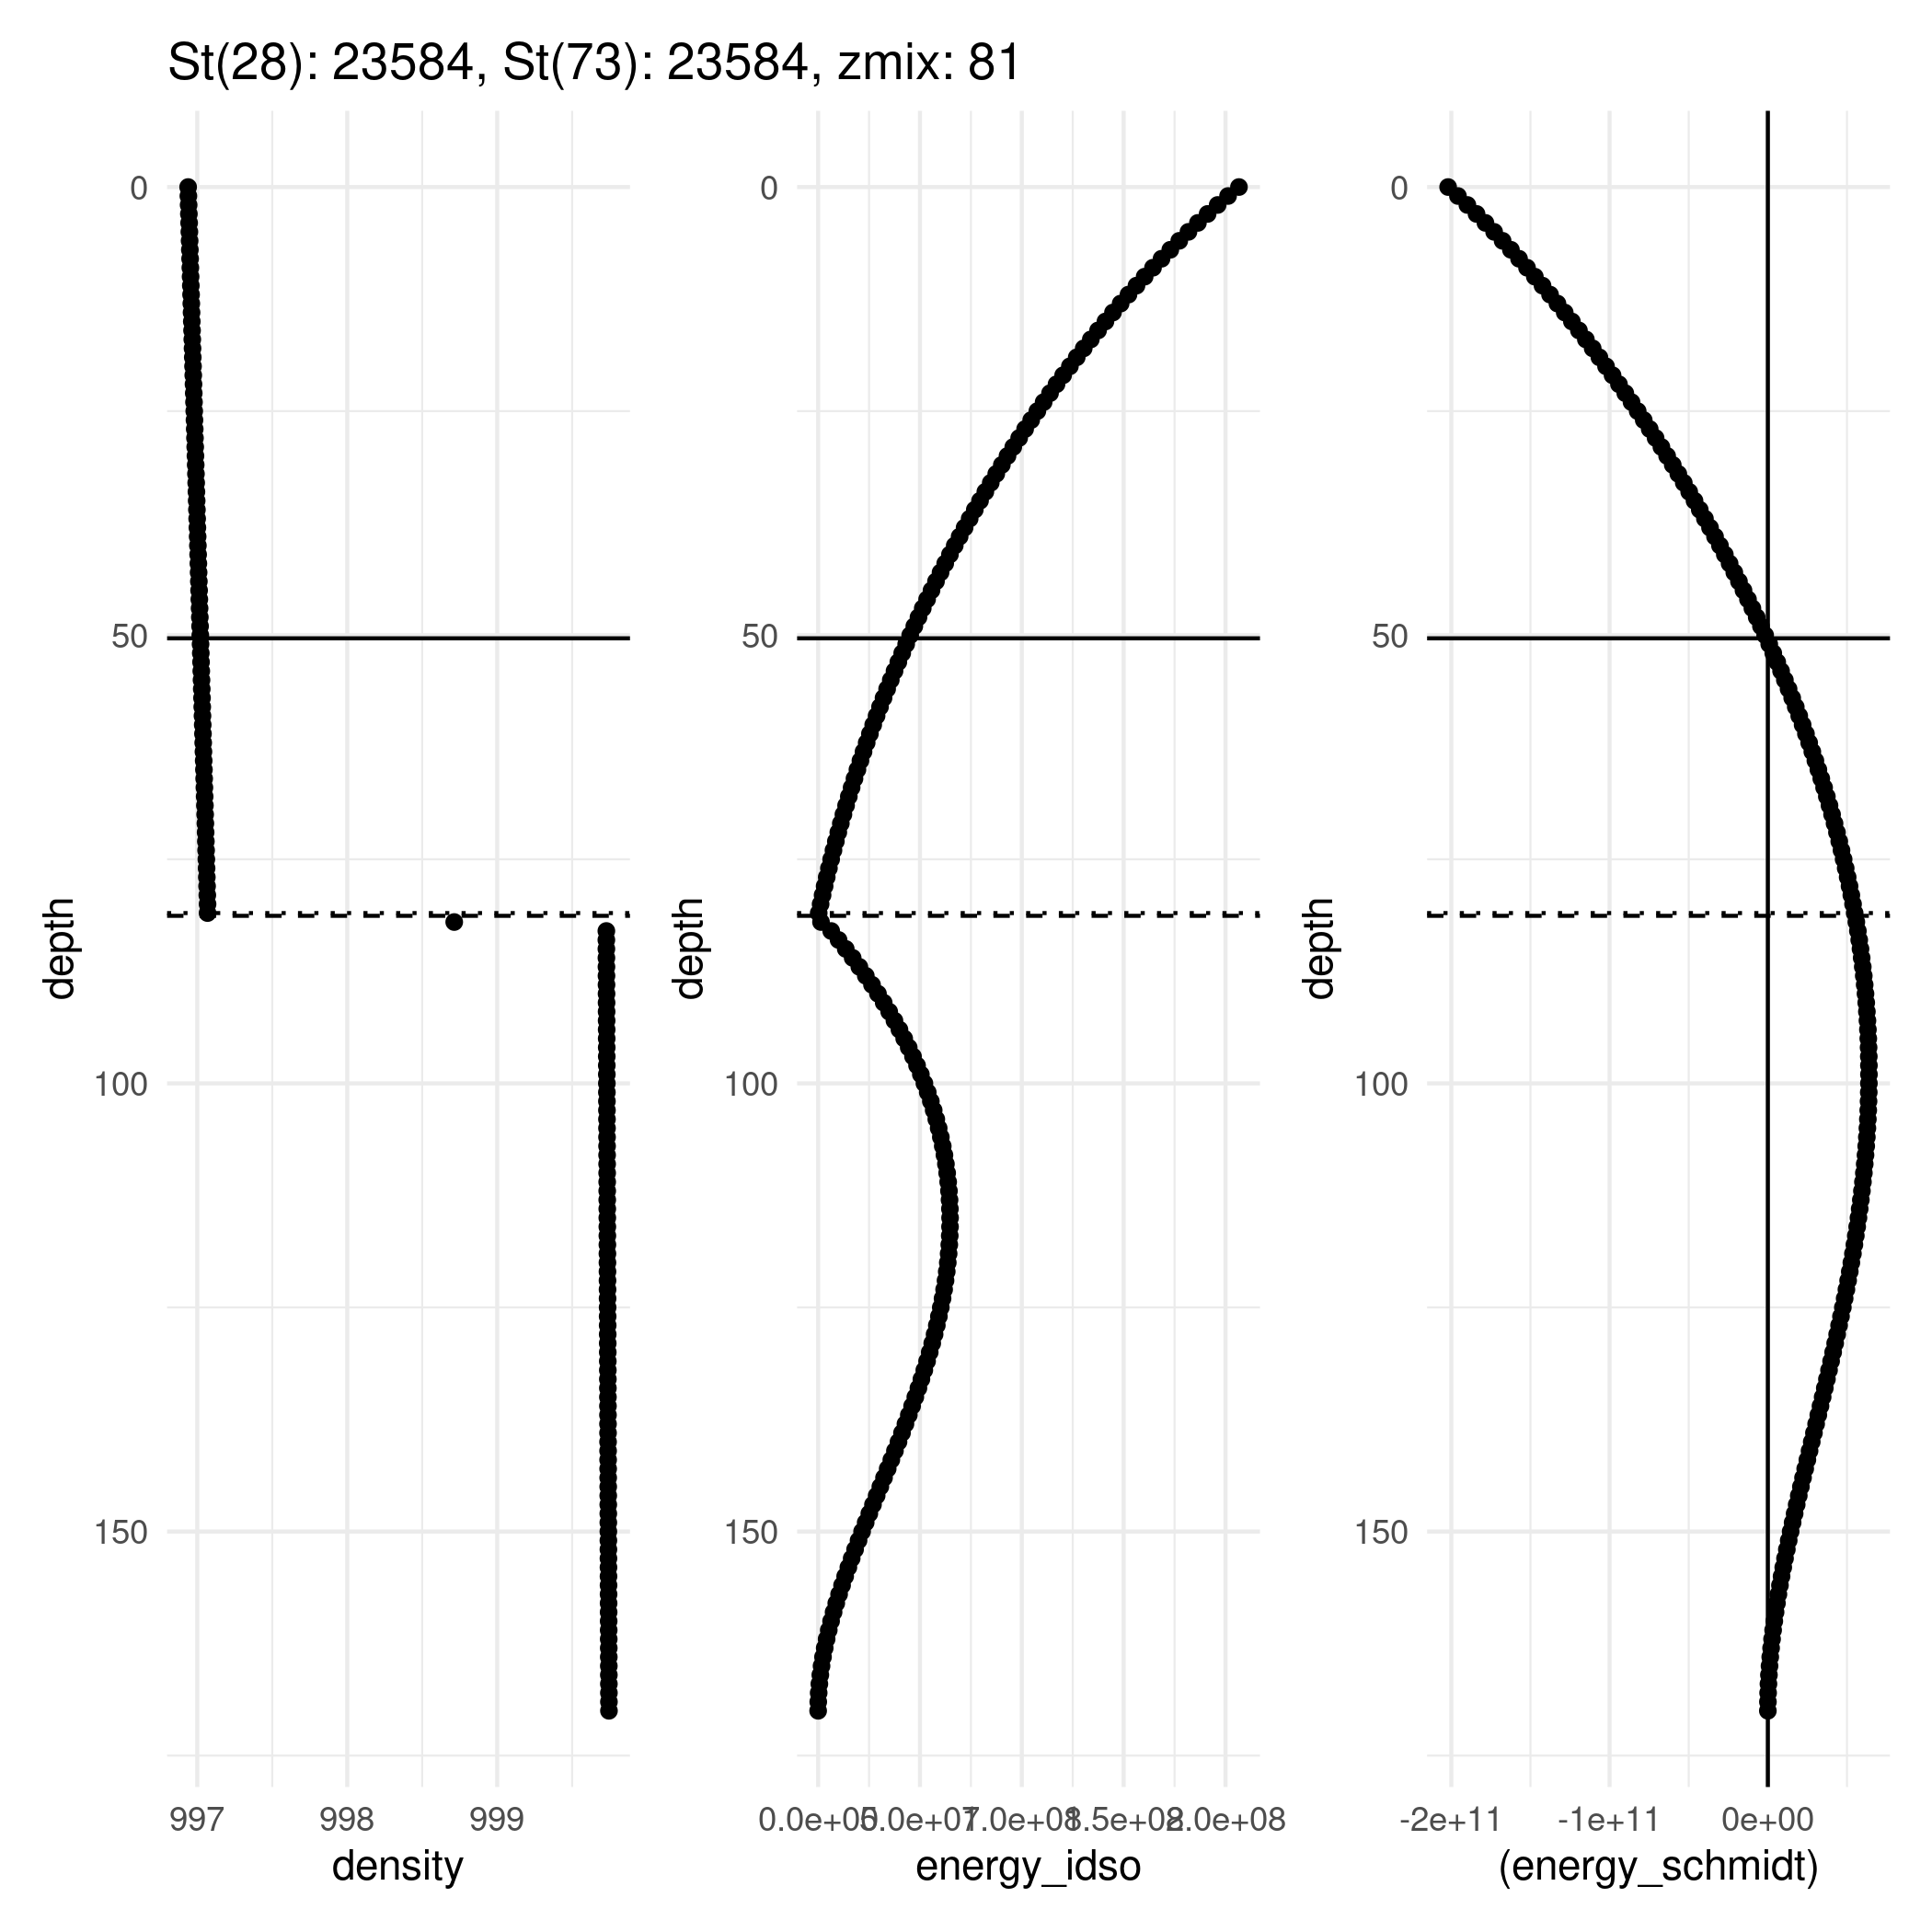 St(28): 23584, St(73): 23584, zmix: 81
0
50
100
150
depth
997 998 999
density
0
50
100
150
depth
0.0e+00 5.0e+07 1.0e+08 1.5e+08 2.0e+08
energy_idso
0
50
100
150
depth
-2e+11 -1e+11 0e+00
(energy_schmidt)